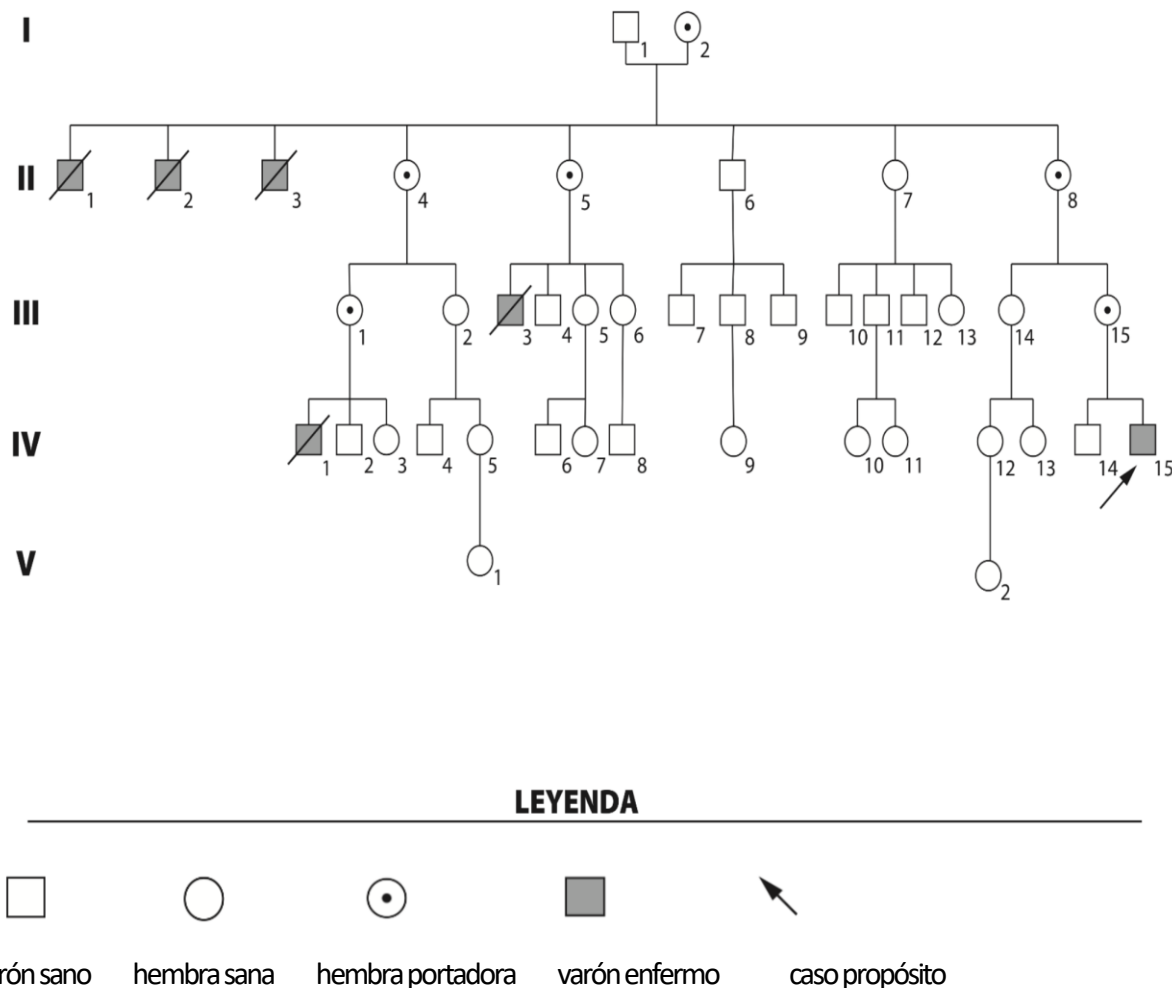 I
1 2
II
1 2 3 4 5 6 7 8
III
1 2 3 4 5 6 7 8 9 10 11 12 13 14 15
IV
1 2 3 4 5 6 7 8 9 10 11 12 13 14 15
V
1 2
LEYENDA
rón sano hembra sana hembra portadora varón enfermo caso propósito